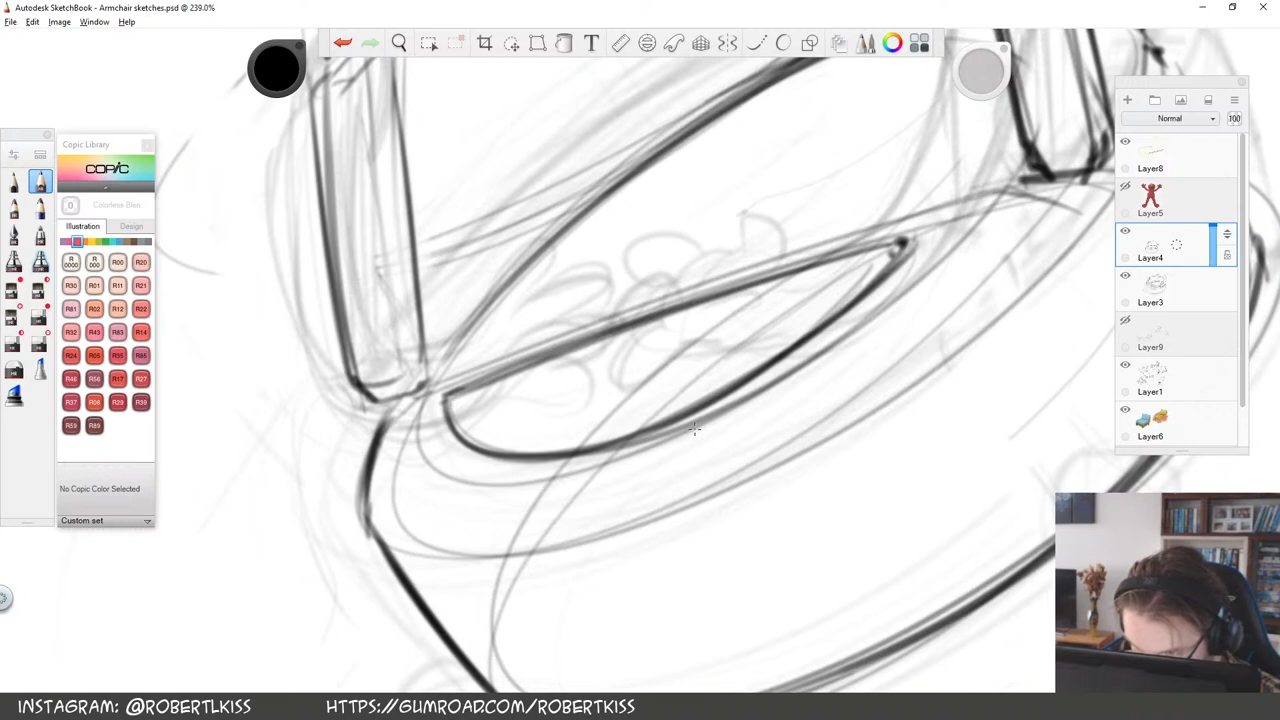 Autodesk SketchBook - Armchair sketches.psd @ 239.0%
File Edit Image Window Help
T
Copic Library
COPIC
0 Colorless Blen..
Illustration Design
R0000 R000 R00 R20
R30 R01 R11 R21
R81 R02 R12 R22
R32 R43 R83 R14
R24 R05 R35 R85
R46 R56 R17 R27
R37 R08 R29 R39
R59 R89
No Copic Color Selected
Custom set
Normal 100
Layer8
Layer5
Layer4
Layer3
Layer9
Layer1
Layer6
INSTAGRAM: @ROBERTLKISS HTTPS://GUMROAD.COM/ROBERTKISS